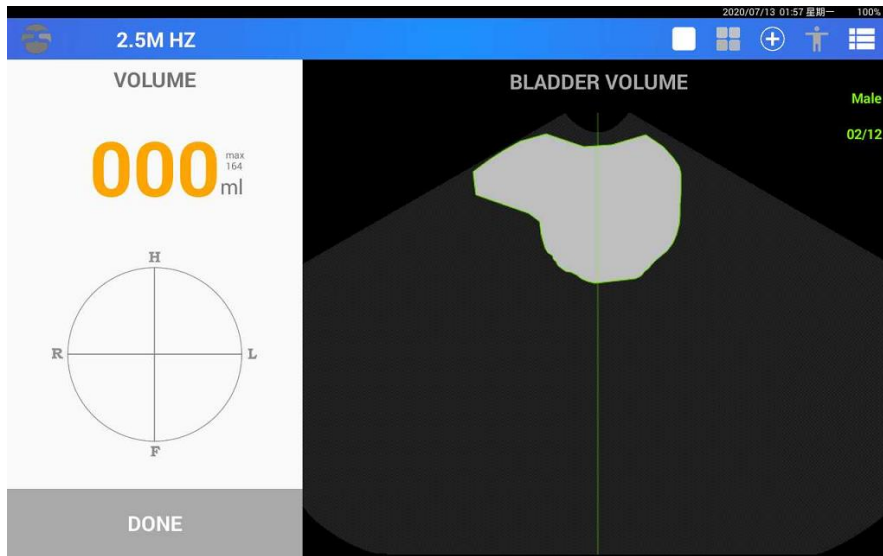 2020/07/13 01:57 星期一 100%
2.5M HZ
VOLUME
000 max 164 ml
H
R L
F
DONE
BLADDER VOLUME
Male
02/12